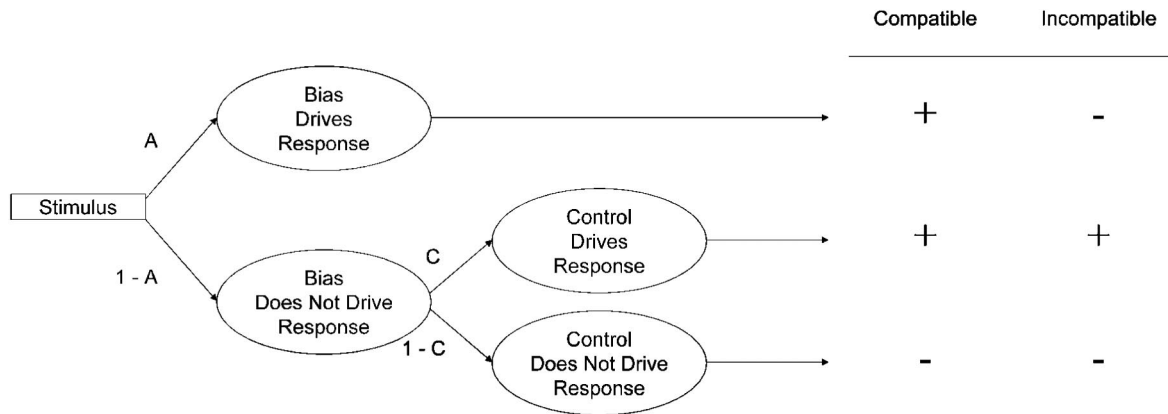 Compatible Incompatible
Bias
Drives
Response
+ -
A
Stimulus
Control
Drives
Response
+ +
C
1 - A
Bias
Does Not Drive
Response
1 - C
Control
Does Not Drive
Response
- -